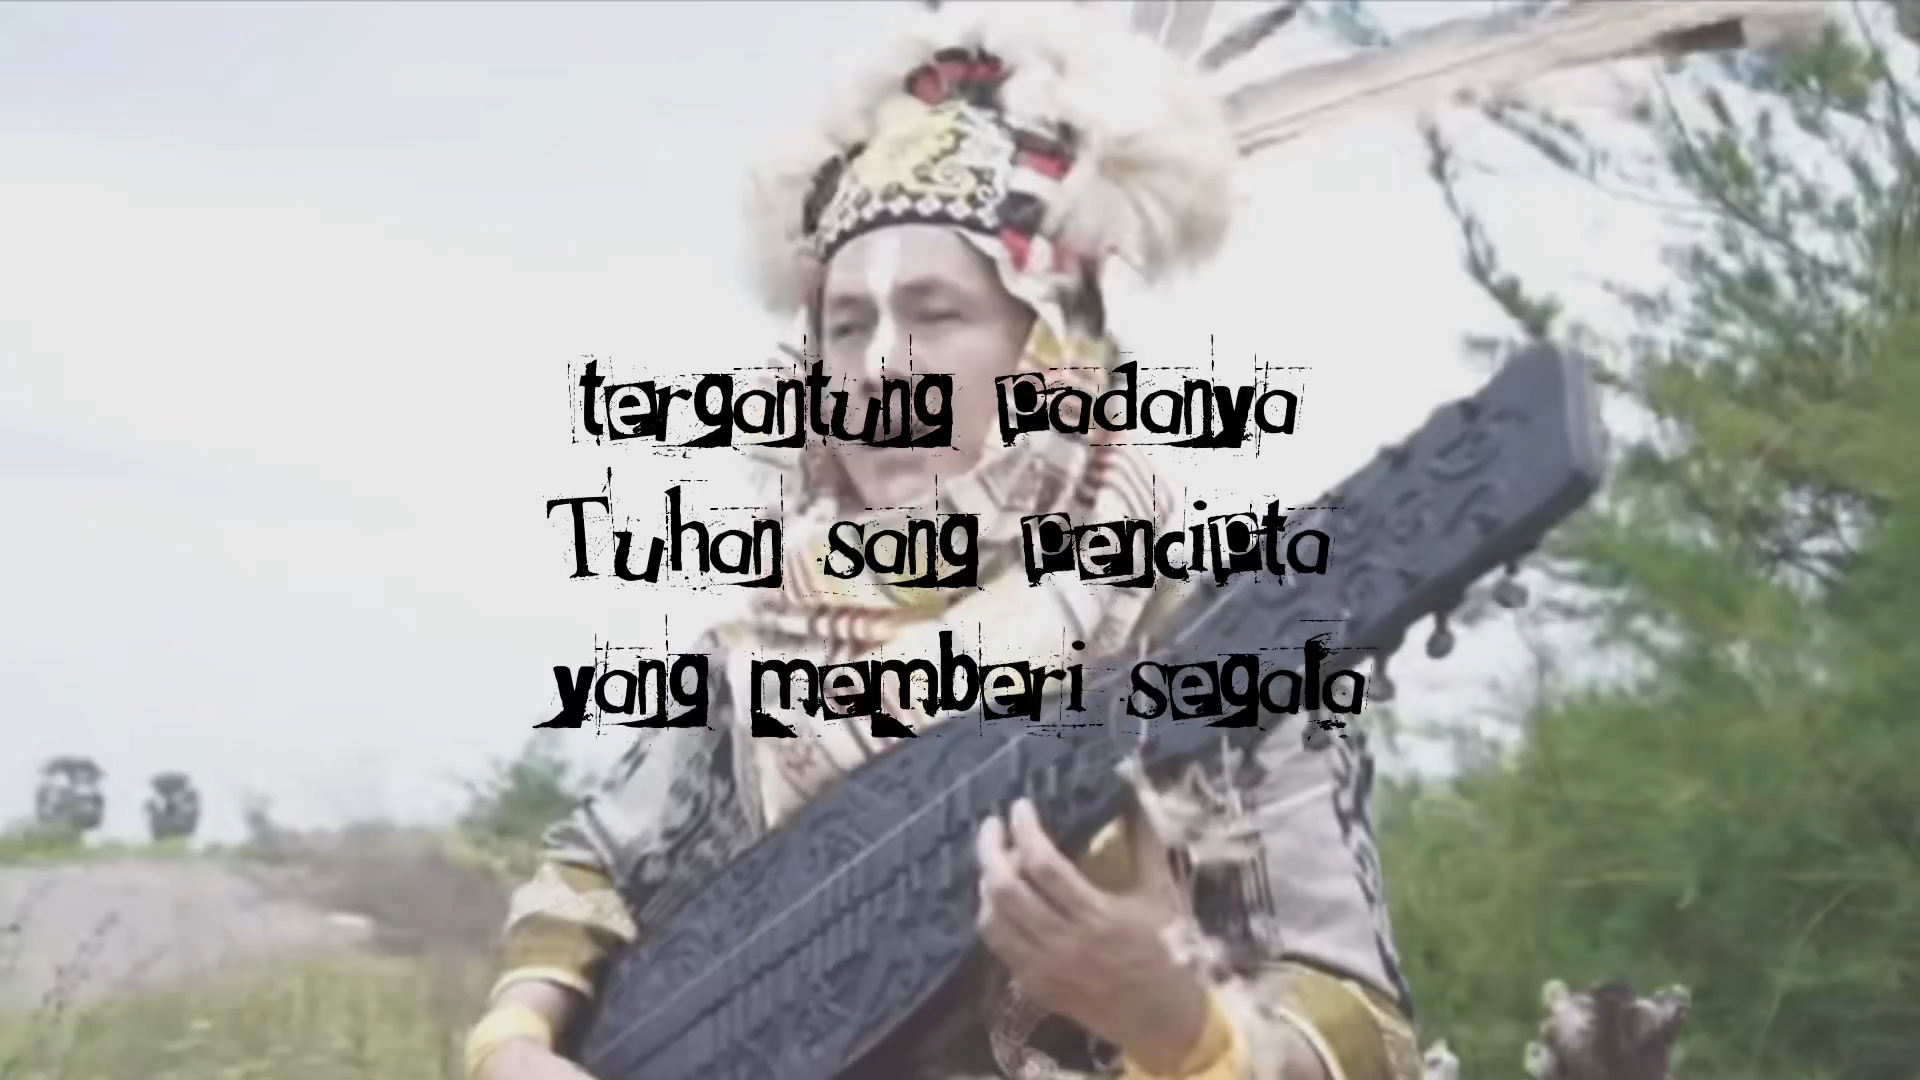 tergantung padanya
Tuhan sang pencipta
yang memberi segala